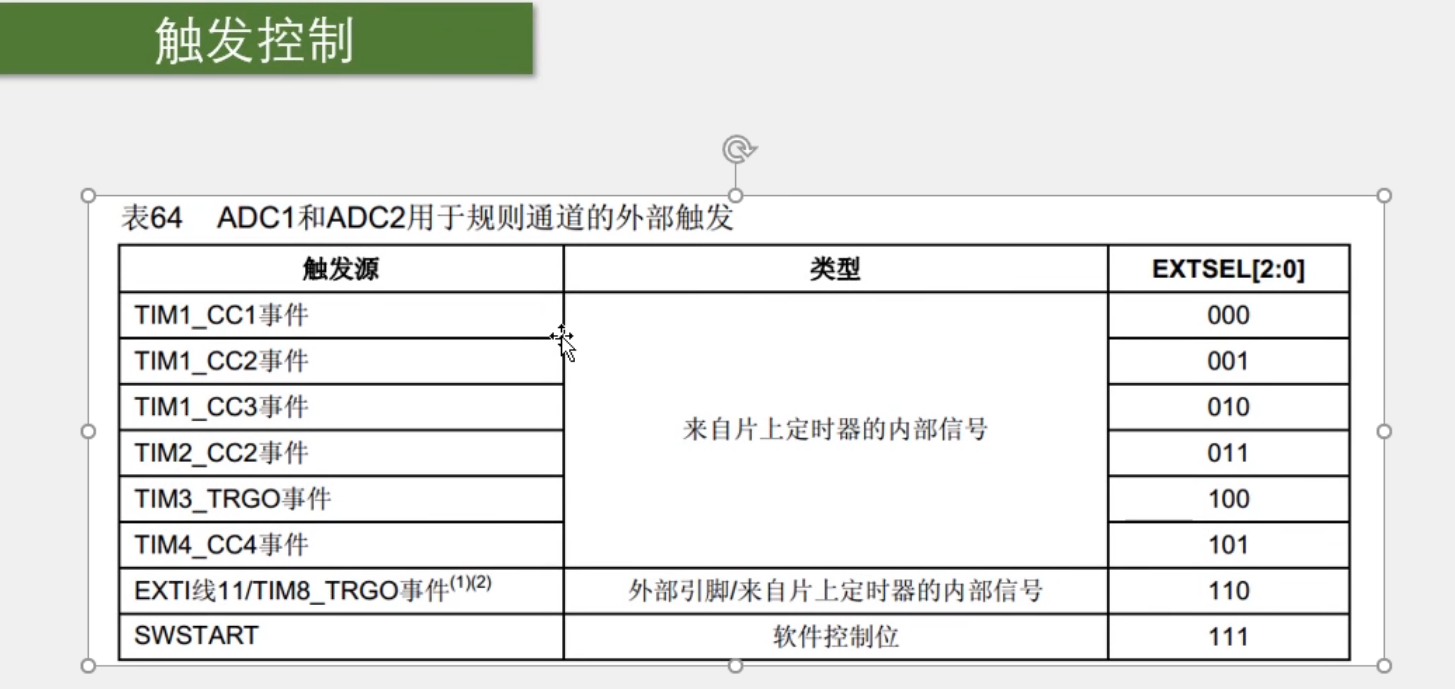 触发控制
表64 ADC1和ADC2用于规则通道的外部触发
触发源 类型 EXTSEL[2:0]
TIM1_CC1事件 000
TIM1_CC2事件 001
TIM1_CC3事件 010
来自片上定时器的内部信号
TIM2_CC2事件 011
TIM3_TRGO事件 100
TIM4_CC4事件 101
EXTI线11/TIM8_TRGO事件(1)(2) 外部引脚/来自片上定时器的内部信号 110
SWSTART 软件控制位 111